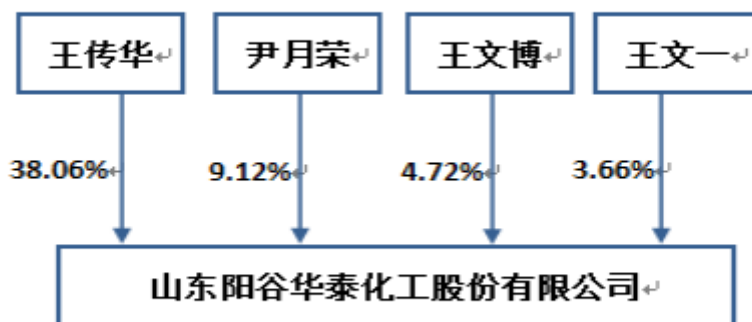 王传华 尹月荣 王文博 王文一
38.06% 9.12% 4.72% 3.66%
山东阳谷华泰化工股份有限公司